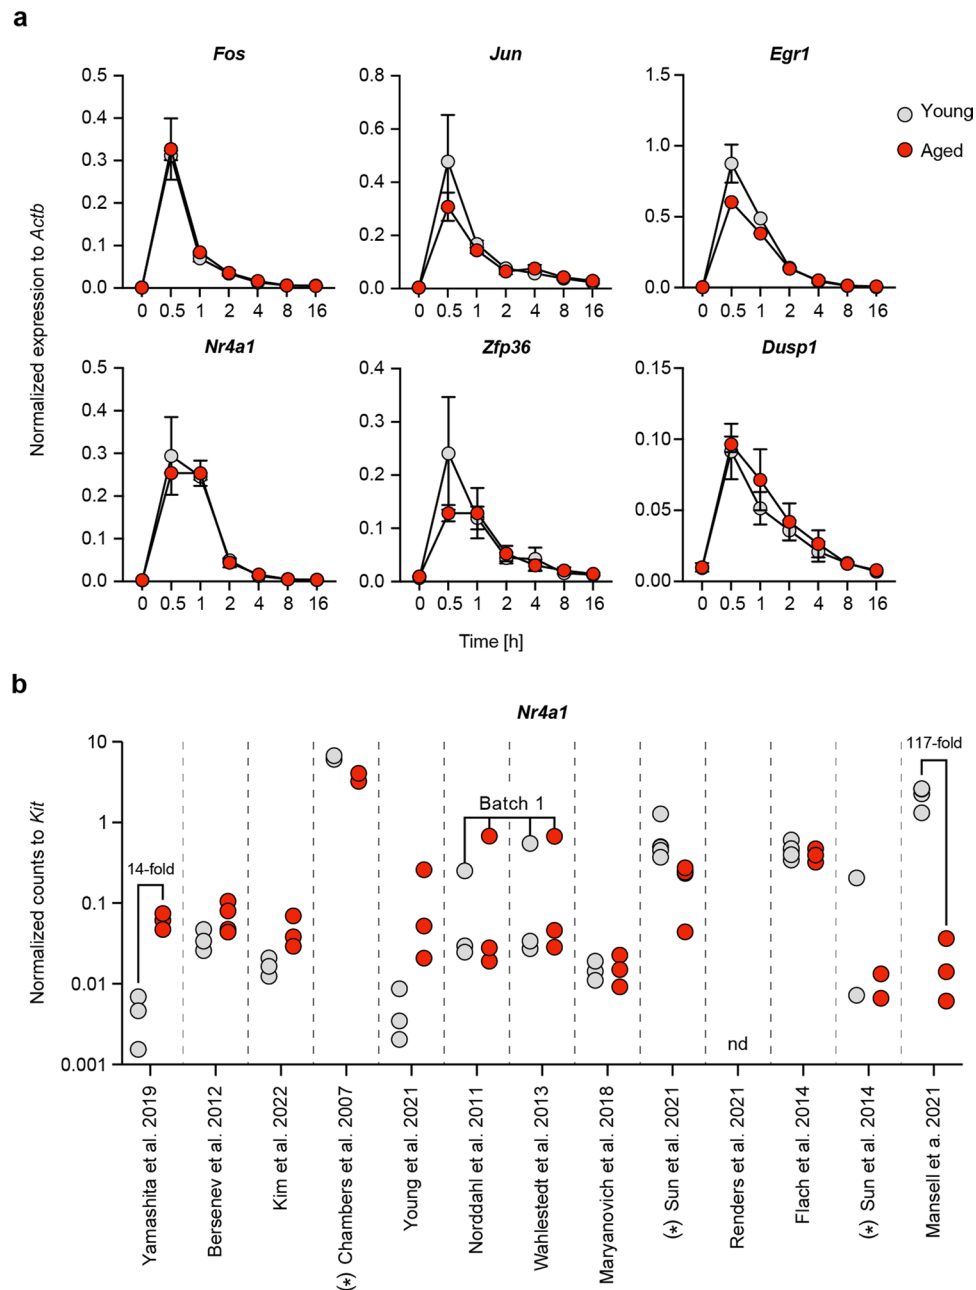 a
Fos
Jun
Egr1
Young
Aged
Normalized expression to Actb
0.5
0.4
0.3
0.2
0.1
0.0
0 0.5 1 2 4 8 16
0.8
0.6
0.4
0.2
0.0
0 0.5 1 2 4 8 16
1.5
1.0
0.5
0.0
0 0.5 1 2 4 8 16
Nr4a1
Zfp36
Dusp1
0.5
0.4
0.3
0.2
0.1
0.0
0 0.5 1 2 4 8 16
0.4
0.3
0.2
0.1
0.0
0 0.5 1 2 4 8 16
0.15
0.10
0.05
0.00
0 0.5 1 2 4 8 16
Time [h]
b
Nr4a1
Normalized counts to Kit
10
1
0.1
0.01
0.001
14-fold
Batch 1
nd
117-fold
Yamashita et al. 2019
Bersenev et al. 2012
Kim et al. 2022
(*) Chambers et al. 2007
Young et al. 2021
Norddahl et al. 2011
Wahlestedt et al. 2013
Maryanovich et al. 2018
(*) Sun et al. 2021
Renders et al. 2021
Flach et al. 2014
(*) Sun et al. 2014
Mansell et a. 2021